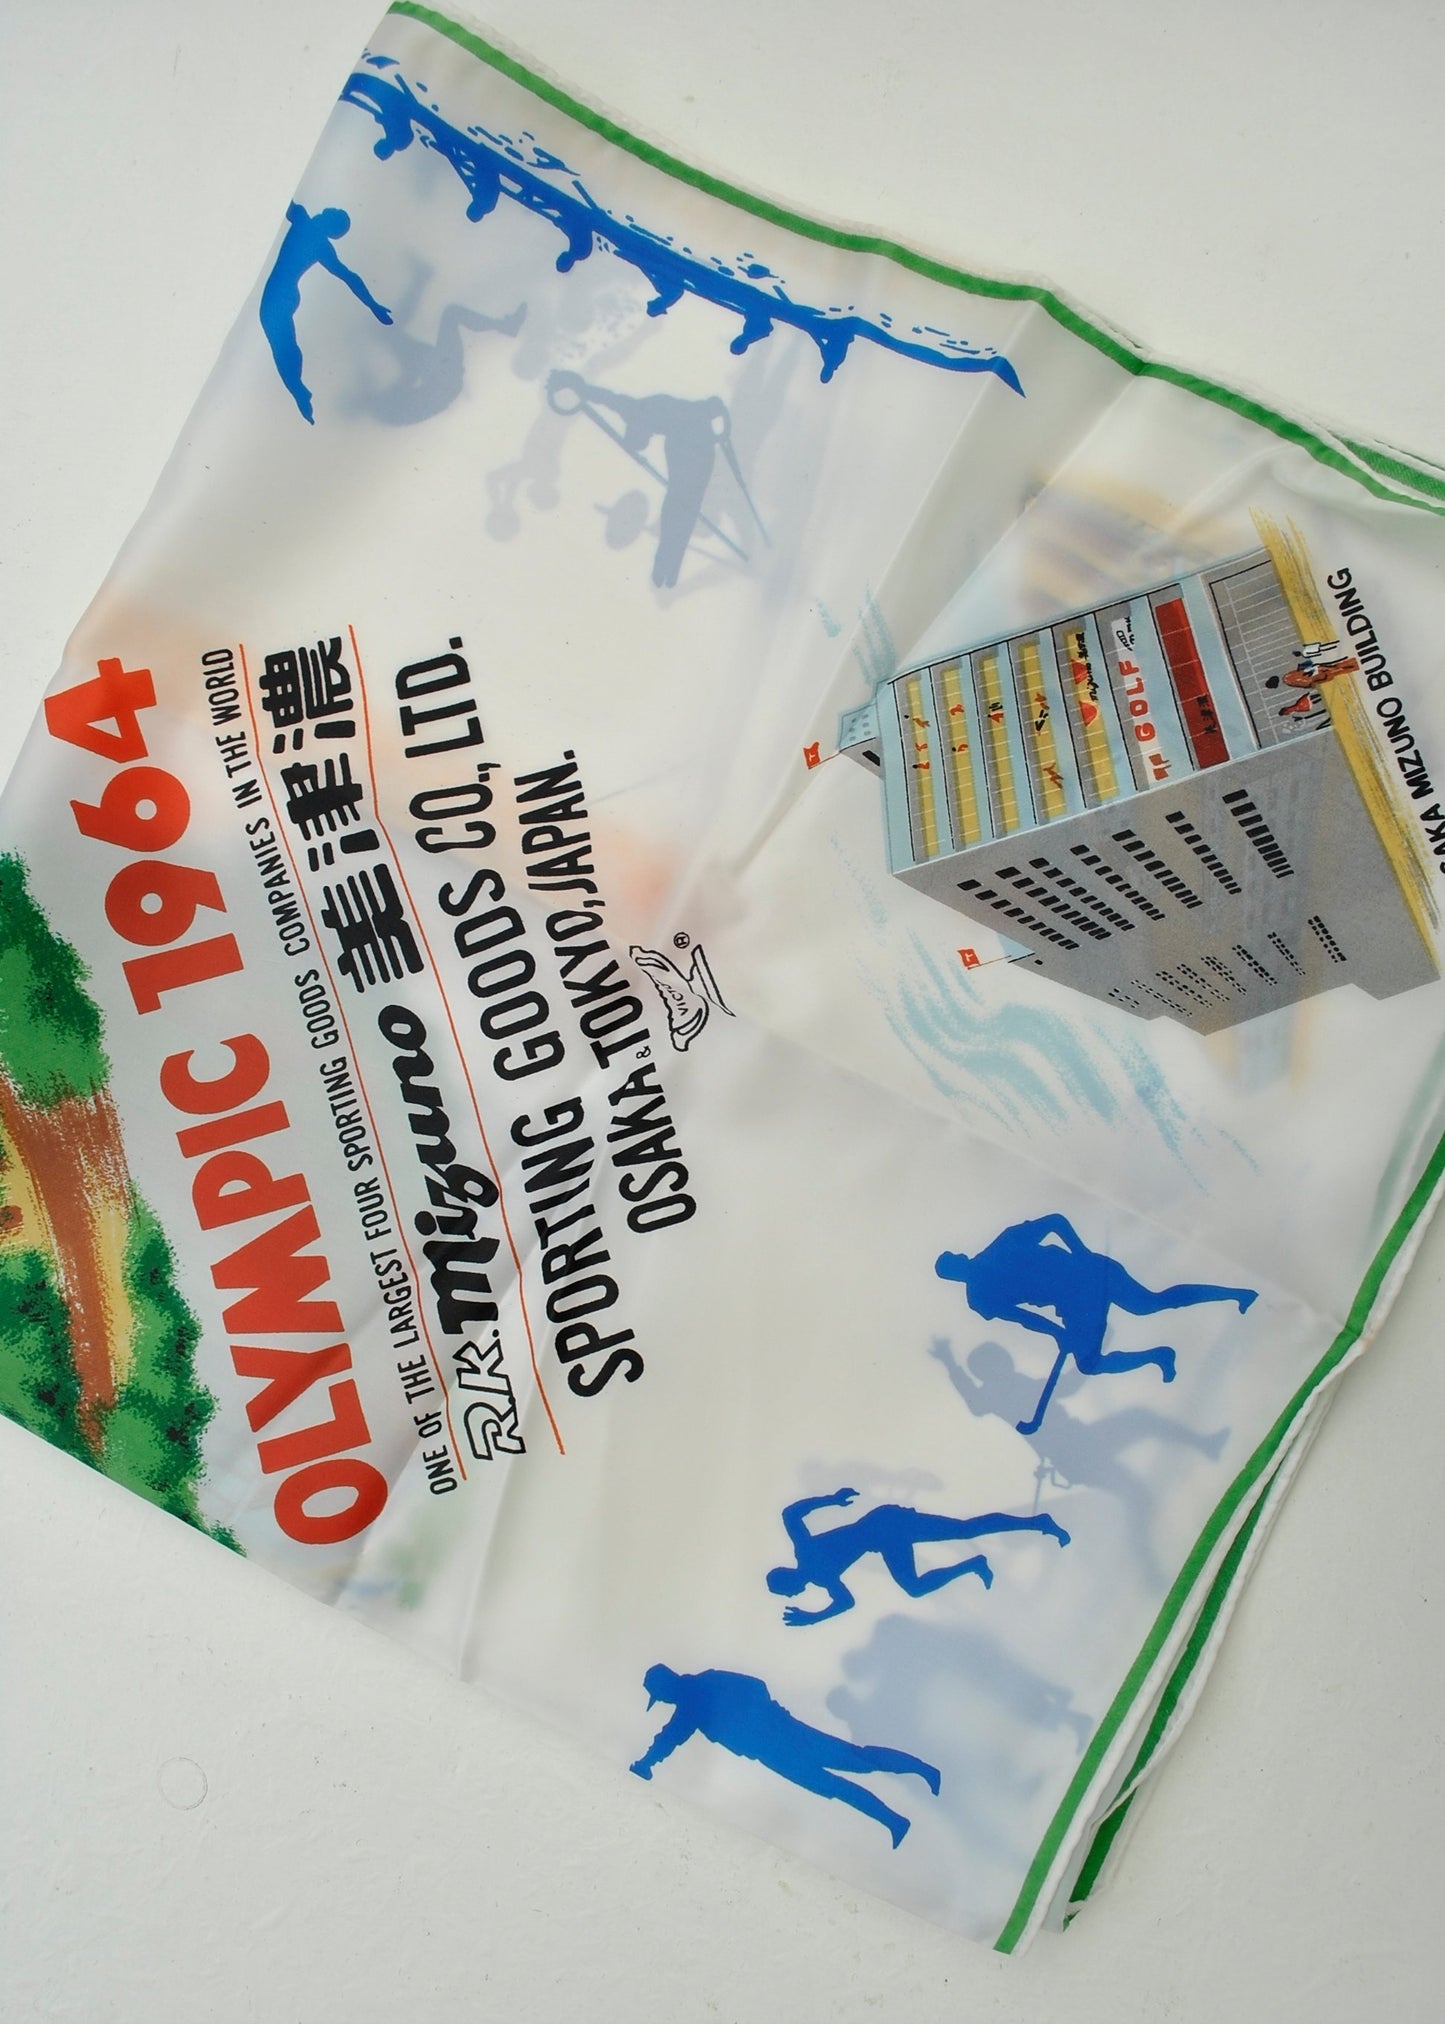 OLYMPIC 1964
ONE OF THE LARGEST FOUR SPORTING GOODS COMPANIES IN THE WORLD
R.K. Mizuno 美津濃
SPORTING GOODS CO., LTD.
OSAKA & TOKYO, JAPAN.
VICTOR ®
GOLF
SAKA MIZUNO BUILDING